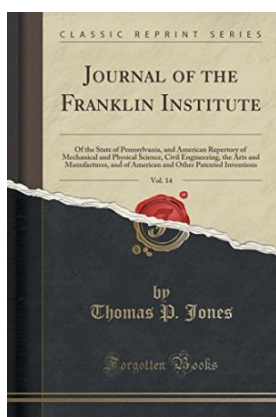 CLASSIC REPRINT SERIES
JOURNAL OF THE
FRANKLIN INSTITUTE
Of the State of Pennsylvania, and American Repertory of
Mechanical and Physical Science, Civil Engineering, the Arts and
Manufactures, and of American and Other Patented Inventions
Vol. 14
by
Thomas P. Jones
Forgotten Books